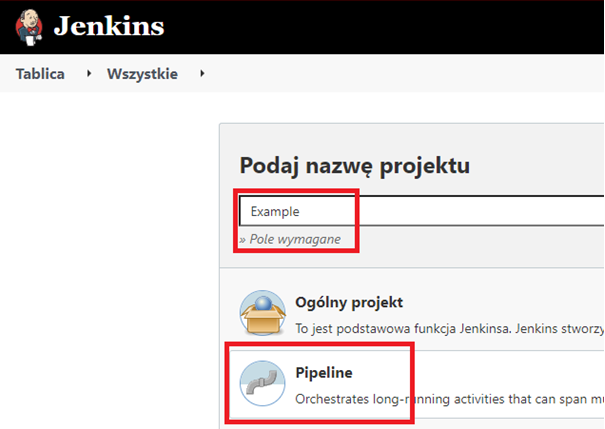 Jenkins
Tablica Wszystkie
Podaj nazwę projektu
Example
» Pole wymagane
Ogólny projekt
To jest podstawowa funkcja Jenkinsa. Jenkins stworzy
Pipeline
Orchestrates long-running activities that can span